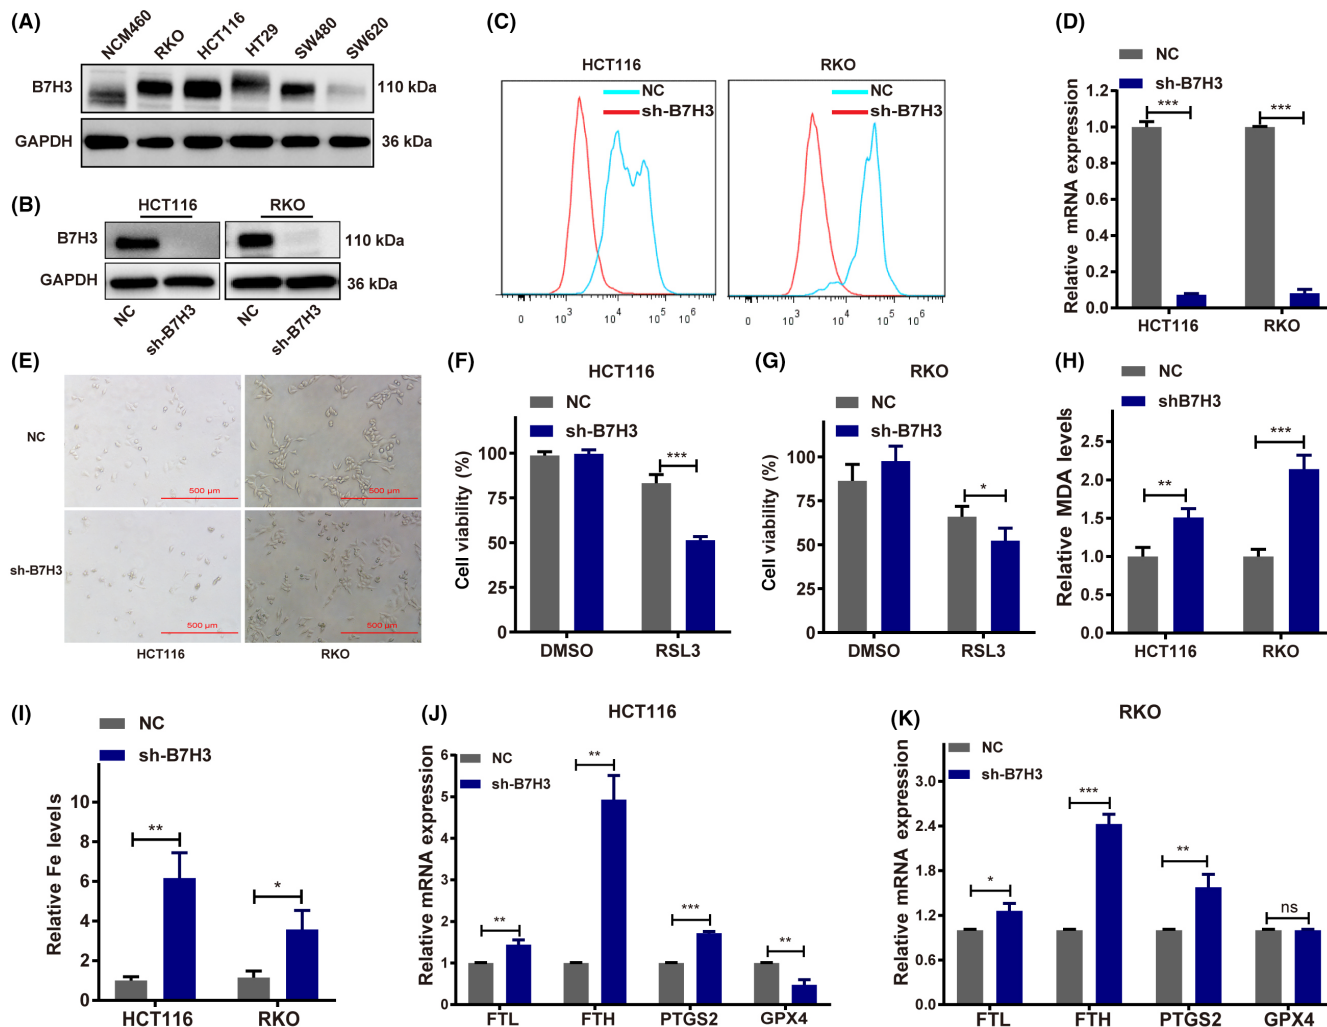 (A)
NCM460 RKO HCT116 HT29 SW480 SW620
B7H3 110 kDa
GAPDH 36 kDa
(B)
HCT116 RKO
B7H3 110 kDa
GAPDH 36 kDa
NC sh-B7H3 NC sh-B7H3
(C)
HCT116 RKO
NC NC
sh-B7H3 sh-B7H3
0 10^3 10^4 10^5 10^6 0 10^3 10^4 10^5 10^6
(D)
NC
sh-B7H3
Relative mRNA expression
1.2
1.0
0.8
0.6
0.4
0.2
0.0
*** ***
HCT116 RKO
(E)
NC
500 µm 500 µm
sh-B7H3
500 µm 500 µm
HCT116 RKO
(F)
HCT116
NC
sh-B7H3
Cell viability (%)
100
75
50
25
0
***
DMSO RSL3
(G)
RKO
NC
sh-B7H3
Cell viability (%)
100
75
50
25
0
*
DMSO RSL3
(H)
NC
shB7H3
Relative MDA levels
2.5
2.0
1.5
1.0
0.5
0.0
** ***
HCT116 RKO
(I)
NC
sh-B7H3
Relative Fe levels
10
8
6
4
2
0
** *
HCT116 RKO
(J)
HCT116
NC
sh-B7H3
Relative mRNA expression
6
5
4
3
2
1
0
** ** *** **
FTL FTH PTGS2 GPX4
(K)
RKO
NC
sh-B7H3
Relative mRNA expression
3.0
2.4
1.8
1.2
0.6
0.0
* *** ** ns
FTL FTH PTGS2 GPX4